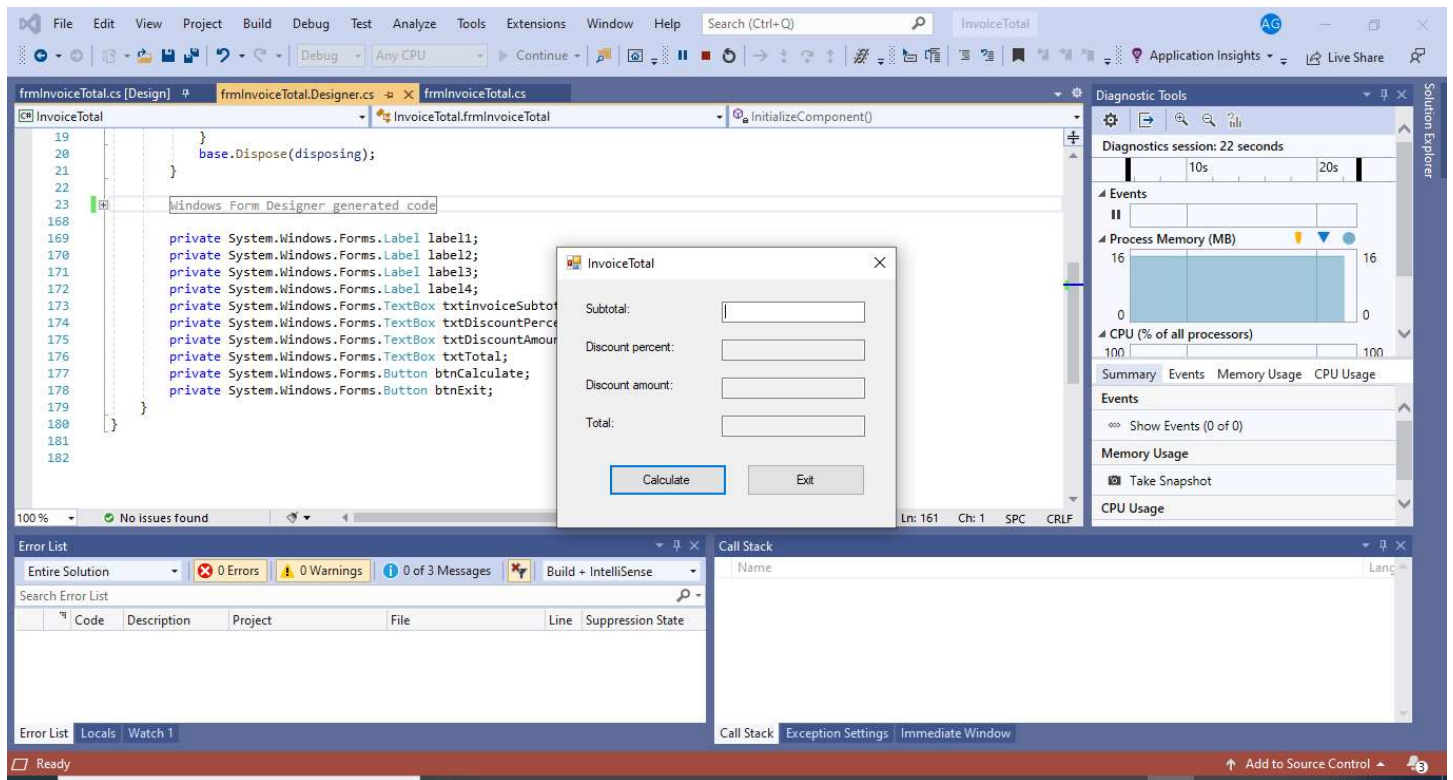 File Edit View Project Build Debug Test Analyze Tools Extensions Window Help Search (Ctrl+Q) InvoiceTotal AG
Debug Any CPU Continue Application Insights Live Share
frmInvoiceTotal.cs [Design] frmInvoiceTotal.Designer.cs frmInvoiceTotal.cs
C# InvoiceTotal InvoiceTotal.frmInvoiceTotal InitializeComponent()
19 }
20 base.Dispose(disposing);
21 }
22
23 Windows Form Designer generated code
168
169 private System.Windows.Forms.Label label1;
170 private System.Windows.Forms.Label label2;
171 private System.Windows.Forms.Label label3;
172 private System.Windows.Forms.Label label4;
173 private System.Windows.Forms.TextBox txtinvoiceSubtot
174 private System.Windows.Forms.TextBox txtDiscountPerce
175 private System.Windows.Forms.TextBox txtDiscountAmour
176 private System.Windows.Forms.TextBox txtTotal;
177 private System.Windows.Forms.Button btnCalculate;
178 private System.Windows.Forms.Button btnExit;
179 }
180 }
181
182
100 % No issues found Ln: 161 Ch: 1 SPC CRLF
InvoiceTotal
Subtotal:
Discount percent:
Discount amount:
Total:
Calculate Exit
Diagnostic Tools
Diagnostics session: 22 seconds
10s 20s
Events
Process Memory (MB)
16 16
0 0
CPU (% of all processors)
100 100
Summary Events Memory Usage CPU Usage
Events
Show Events (0 of 0)
Memory Usage
Take Snapshot
CPU Usage
Solution Explorer
Error List
Entire Solution 0 Errors 0 Warnings 0 of 3 Messages Build + IntelliSense
Search Error List
Code Description Project File Line Suppression State
Error List Locals Watch 1
Call Stack
Name Lang
Call Stack Exception Settings Immediate Window
Ready Add to Source Control 3